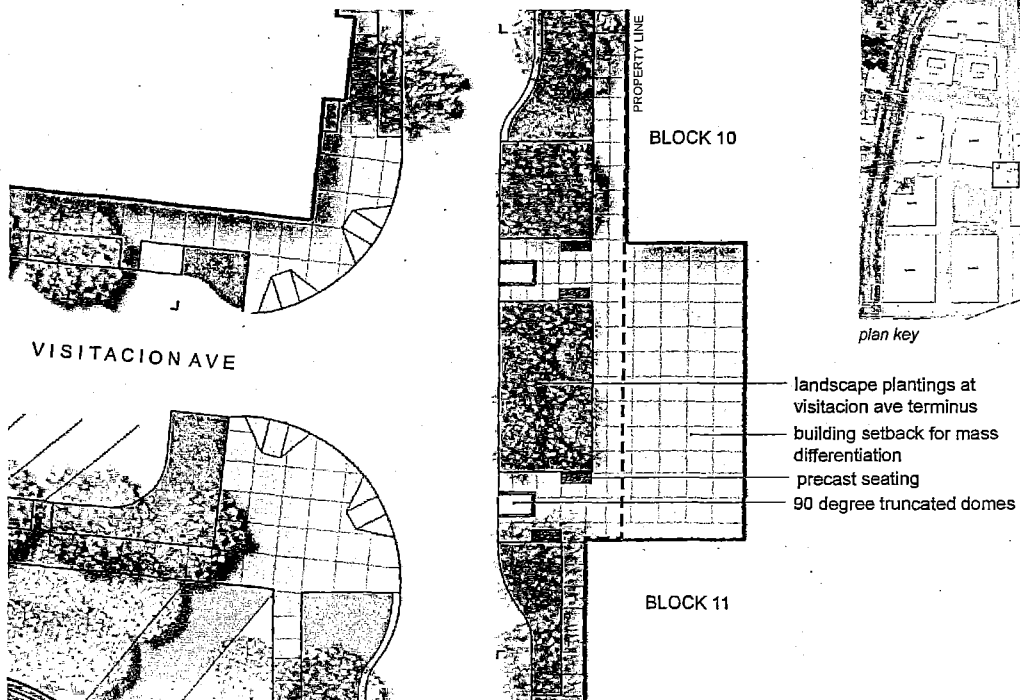 PROPERTY LINE
BLOCK 10
plan key
VISITACION AVE
landscape plantings at
visitacion ave terminus
building setback for mass
differentiation
precast seating
90 degree truncated domes
BLOCK 11